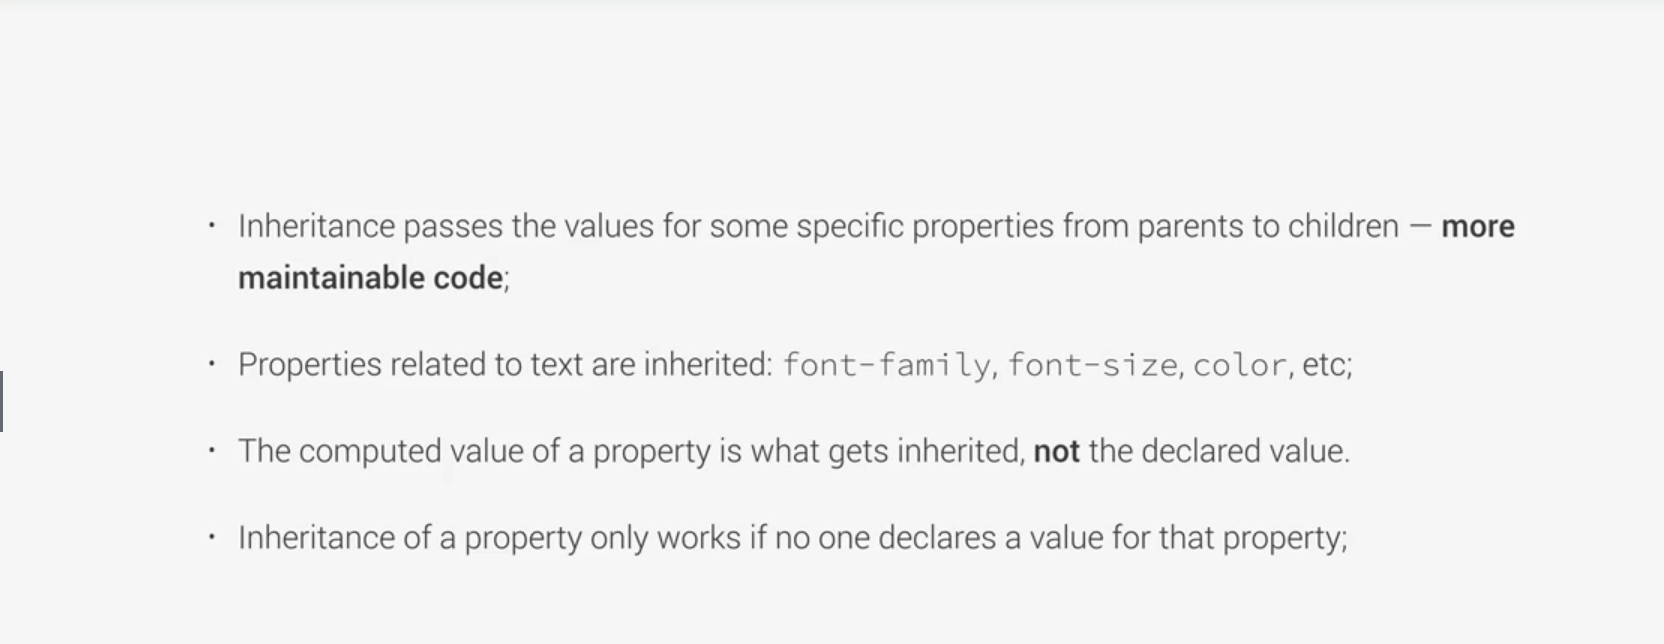 • Inheritance passes the values for some specific properties from parents to children — more
maintainable code;
• Properties related to text are inherited: font-family, font-size, color, etc;
• The computed value of a property is what gets inherited, not the declared value.
• Inheritance of a property only works if no one declares a value for that property;